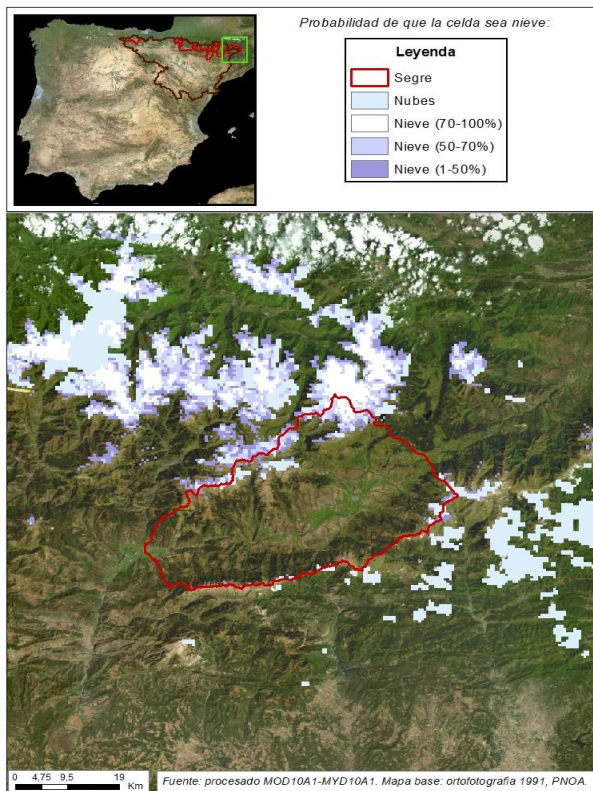 Probabilidad de que la celda sea nieve:
Leyenda
Segre
Nubes
Nieve (70-100%)
Nieve (50-70%)
Nieve (1-50%)
0 4,75 9,5 19
Km
Fuente: procesado MOD10A1-MYD10A1. Mapa base: ortofotografia 1991, PNOA.